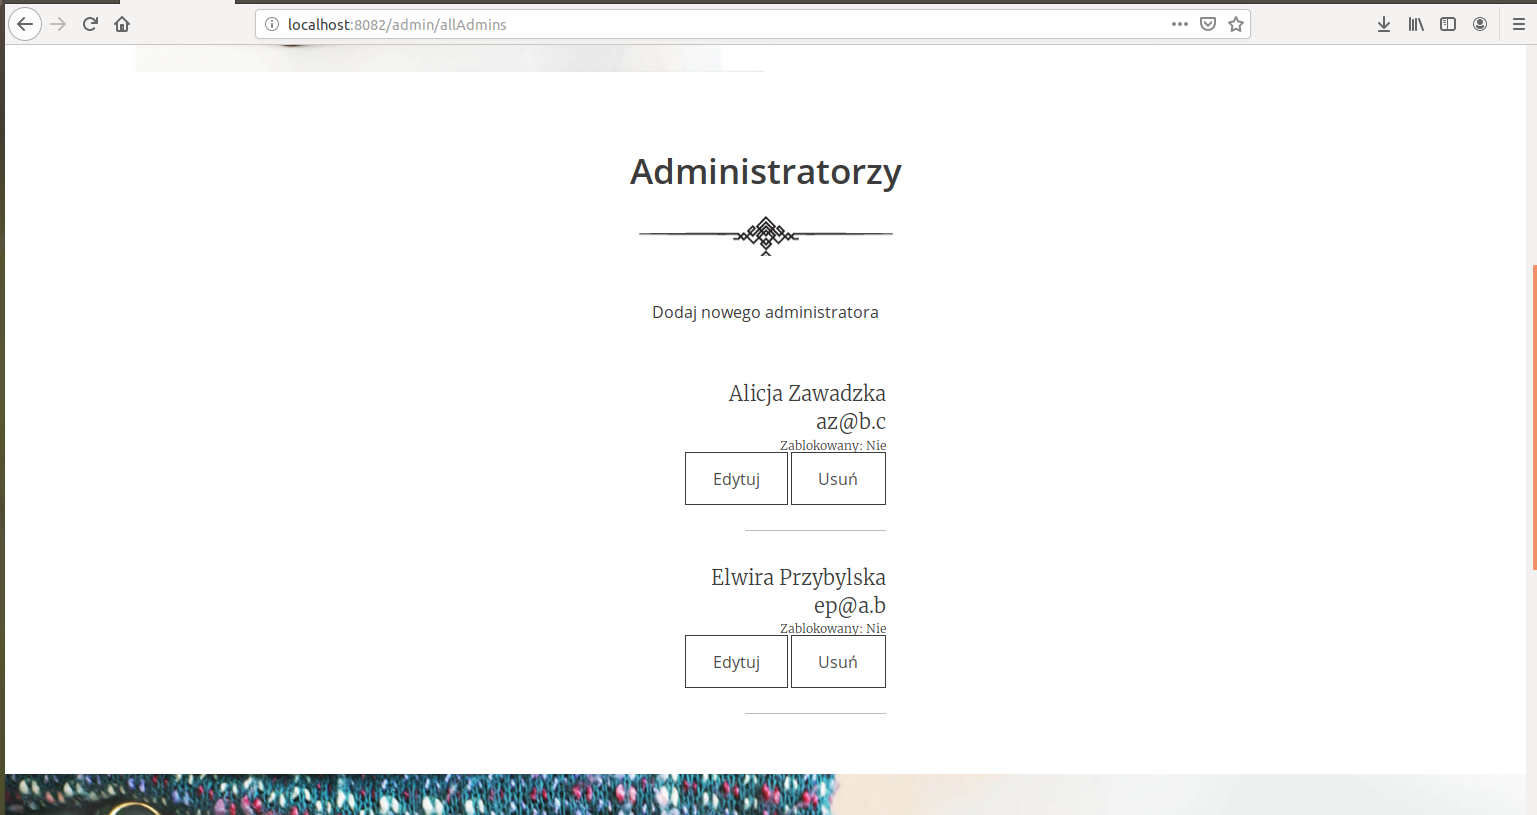 localhost:8082/admin/allAdmins
Administratorzy
Dodaj nowego administratora
Alicja Zawadzka
az@b.c
Zablokowany: Nie
Edytuj Usuń
Elwira Przybylska
ep@a.b
Zablokowany: Nie
Edytuj Usuń